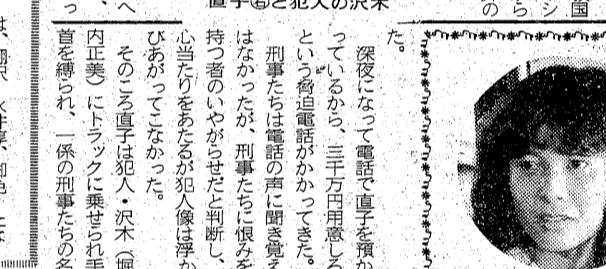 直子㊨と犯人の沢木
国
シ
ら
の
た。
深夜になって電話で直子を預か
っているから、三千万円用意しろ
という脅迫電話がかかってきた。
刑事たちは電話の声に聞き覚え
はなかったが、刑事たちに恨みを
持つ者のいやがらせだと判断し、
心当たりをあたるが犯人像は浮か
びあがってこなかった。
そのころ直子は犯人・沢木（堀
内正美）にトラックに乗せられ手
首を縛られ、一係の刑事たちの名
へ
っ